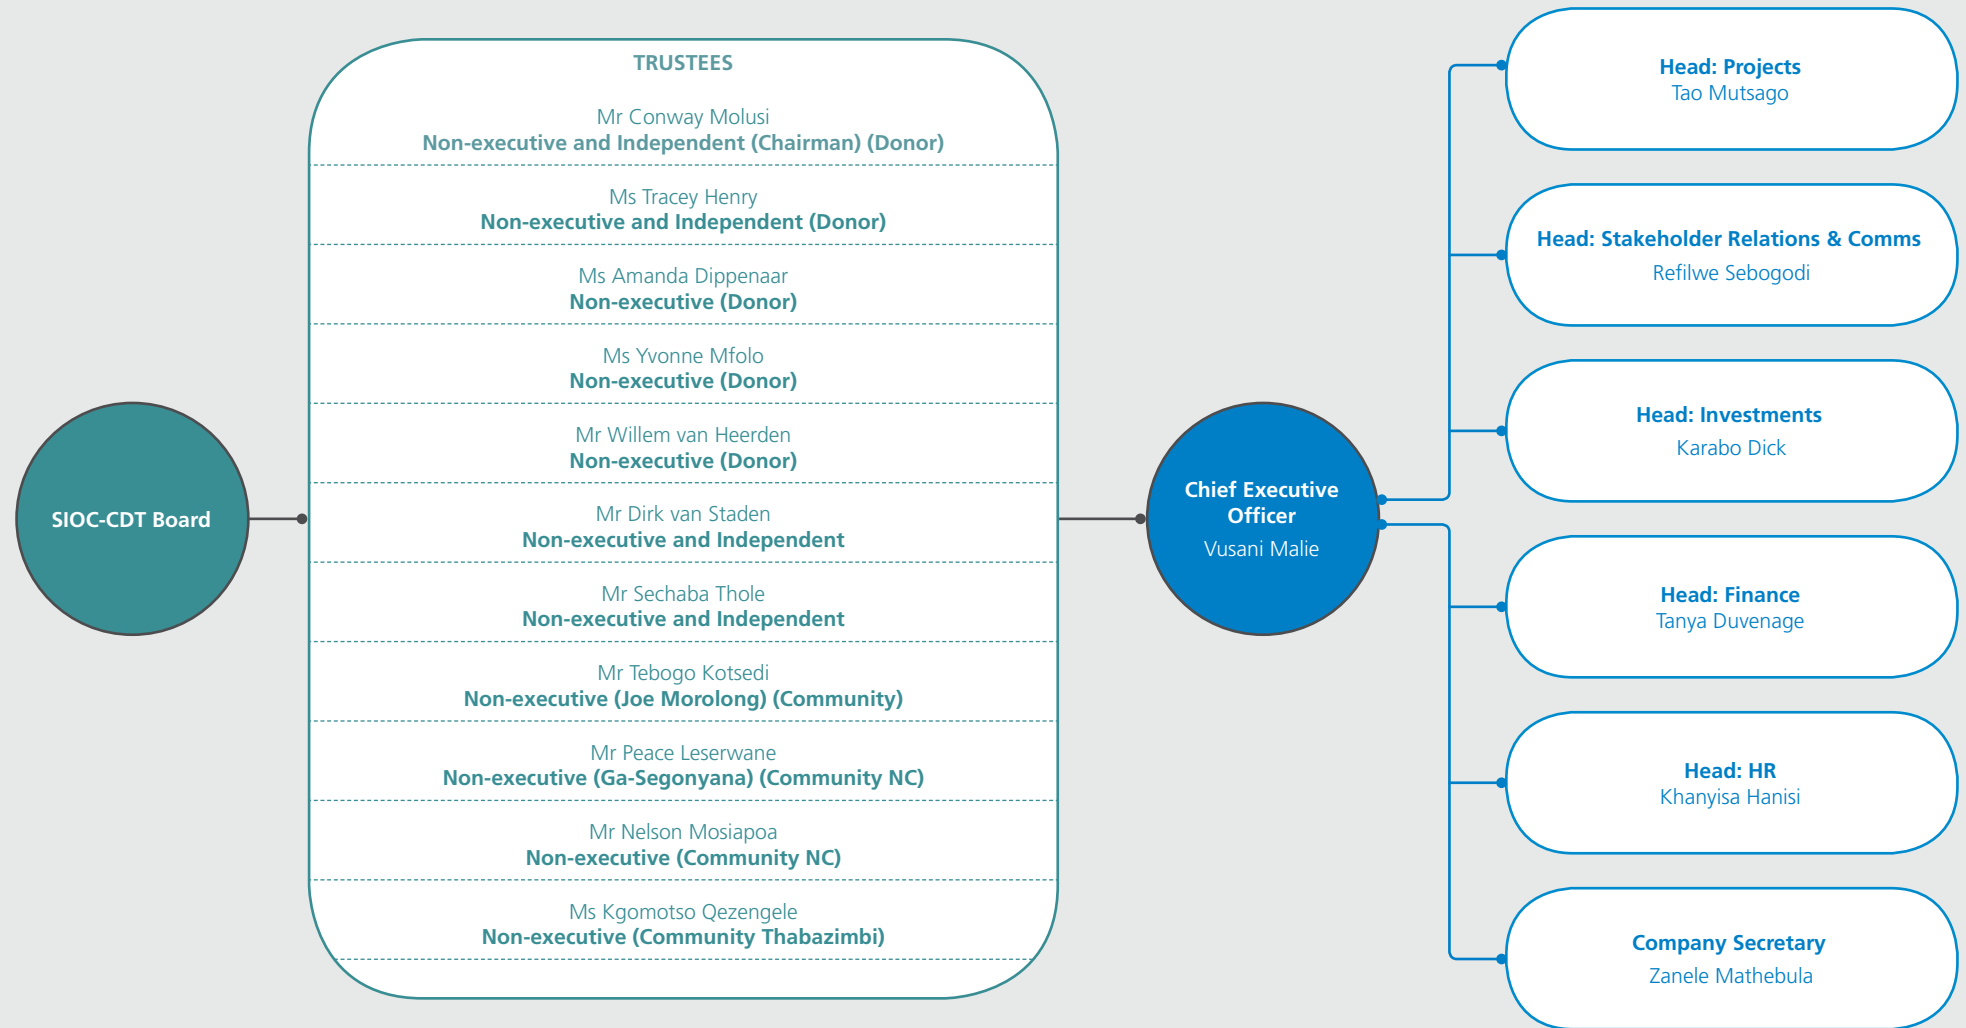 SIOC-CDT Board
TRUSTEES
Mr Conway Molusi
Non-executive and Independent (Chairman) (Donor)
Ms Tracey Henry
Non-executive and Independent (Donor)
Ms Amanda Dippenaar
Non-executive (Donor)
Ms Yvonne Mfolo
Non-executive (Donor)
Mr Willem van Heerden
Non-executive (Donor)
Mr Dirk van Staden
Non-executive and Independent
Mr Sechaba Thole
Non-executive and Independent
Mr Tebogo Kotsedi
Non-executive (Joe Morolong) (Community)
Mr Peace Leserwane
Non-executive (Ga-Segonyana) (Community NC)
Mr Nelson Mosiapoa
Non-executive (Community NC)
Ms Kgomotso Qezengele
Non-executive (Community Thabazimbi)
Chief Executive
Officer
Vusani Malie
Head: Projects
Tao Mutsago
Head: Stakeholder Relations & Comms
Refilwe Sebogodi
Head: Investments
Karabo Dick
Head: Finance
Tanya Duvenage
Head: HR
Khanyisa Hanisi
Company Secretary
Zanele Mathebula